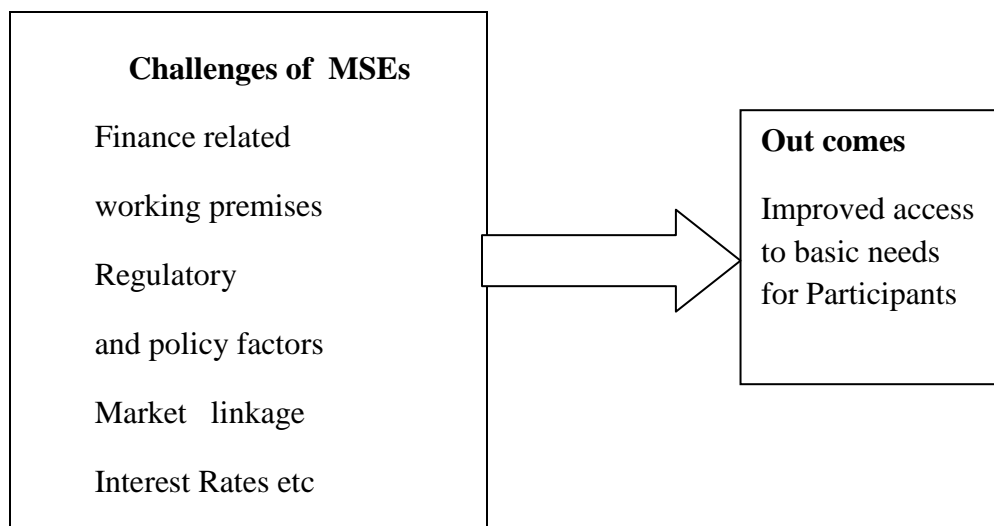 Challenges of MSEs
Finance related
working premises
Regulatory
and policy factors
Market linkage
Interest Rates etc
Out comes
Improved access
to basic needs
for Participants